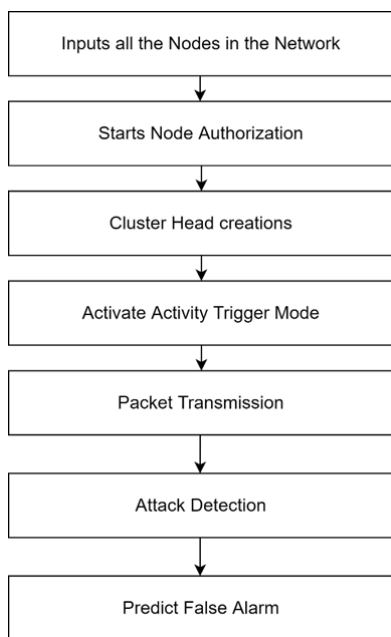 Inputs all the Nodes in the Network
Starts Node Authorization
Cluster Head creations
Activate Activity Trigger Mode
Packet Transmission
Attack Detection
Predict False Alarm